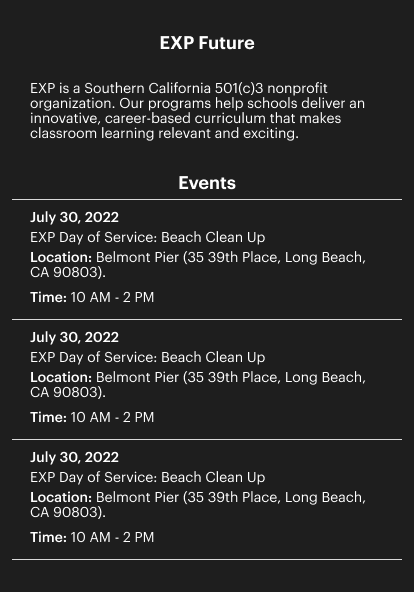 EXP Future
EXP is a Southern California 501(c)3 nonprofit
organization. Our programs help schools deliver an
innovative, career-based curriculum that makes
classroom learning relevant and exciting.
Events
July 30, 2022
EXP Day of Service: Beach Clean Up
Location: Belmont Pier (35 39th Place, Long Beach,
CA 90803).
Time: 10 AM - 2 PM
July 30, 2022
EXP Day of Service: Beach Clean Up
Location: Belmont Pier (35 39th Place, Long Beach,
CA 90803).
Time: 10 AM - 2 PM
July 30, 2022
EXP Day of Service: Beach Clean Up
Location: Belmont Pier (35 39th Place, Long Beach,
CA 90803).
Time: 10 AM - 2 PM